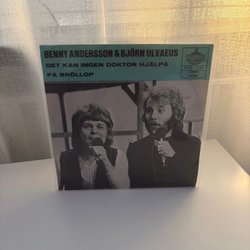 BENNY ANDERSSON & BJÖRN ULVAEUS
DET KAN INGEN DOKTOR HJÄLPA
PÅ BRÖLLOP